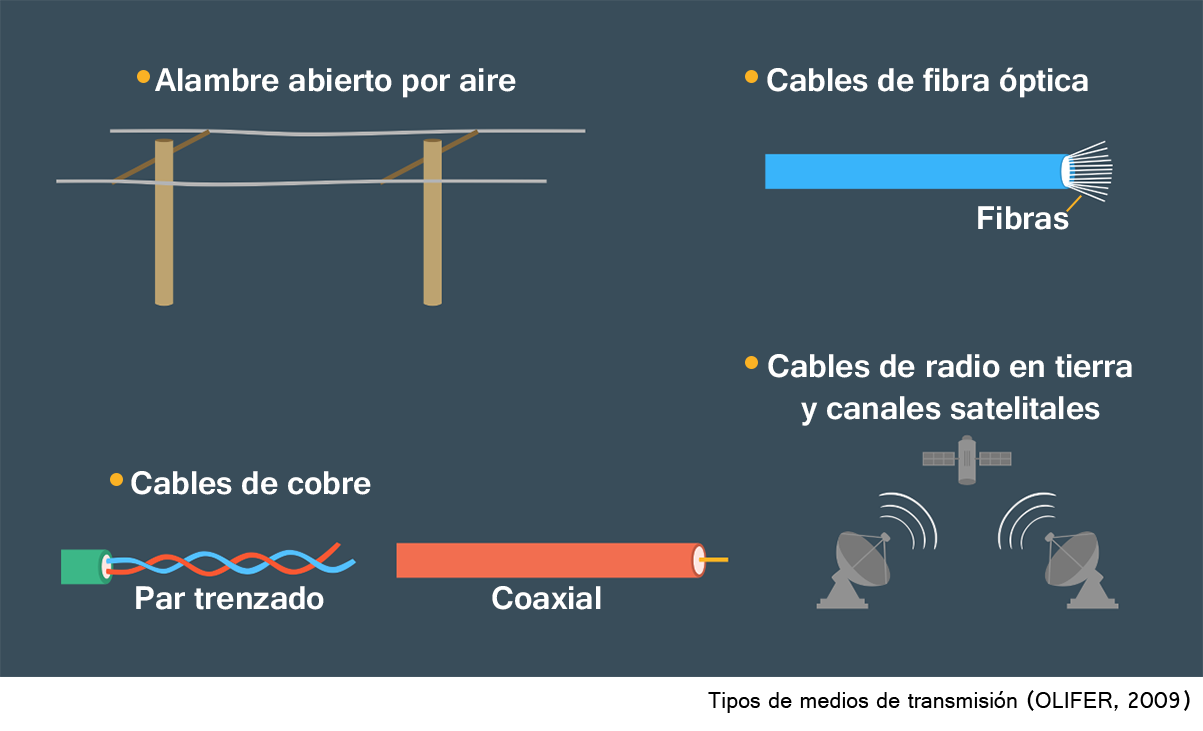 Alambre abierto por aire
Cables de fibra óptica
Fibras
Cables de radio en tierra
y canales satelitales
Cables de cobre
Par trenzado
Coaxial
Tipos de medios de transmisión (OLIFER, 2009)